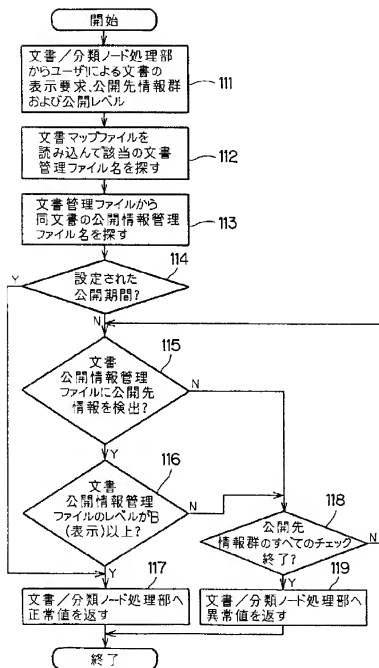 開始
文書/分類ノード処理部
からユーザによる文書の
表示要求、公開先情報群
および公開レベル
111
文書マップファイルを
読み込んで該当の文書
管理ファイル名を探す
112
文書管理ファイルから
同文書の公開情報管理
ファイル名を探す
113
114
設定された
公開期間?
Y
N
115
文書
公開情報管理
ファイルに公開先
情報を検出?
N
Y
116
文書
公開情報管理
ファイルのレベルがB
(表示)以上?
N
Y
118
公開先
情報群のすべてのチェック
終了?
N
Y
117
文書/分類ノード処理部へ
正常値を返す
119
文書/分類ノード処理部へ
異常値を返す
終了